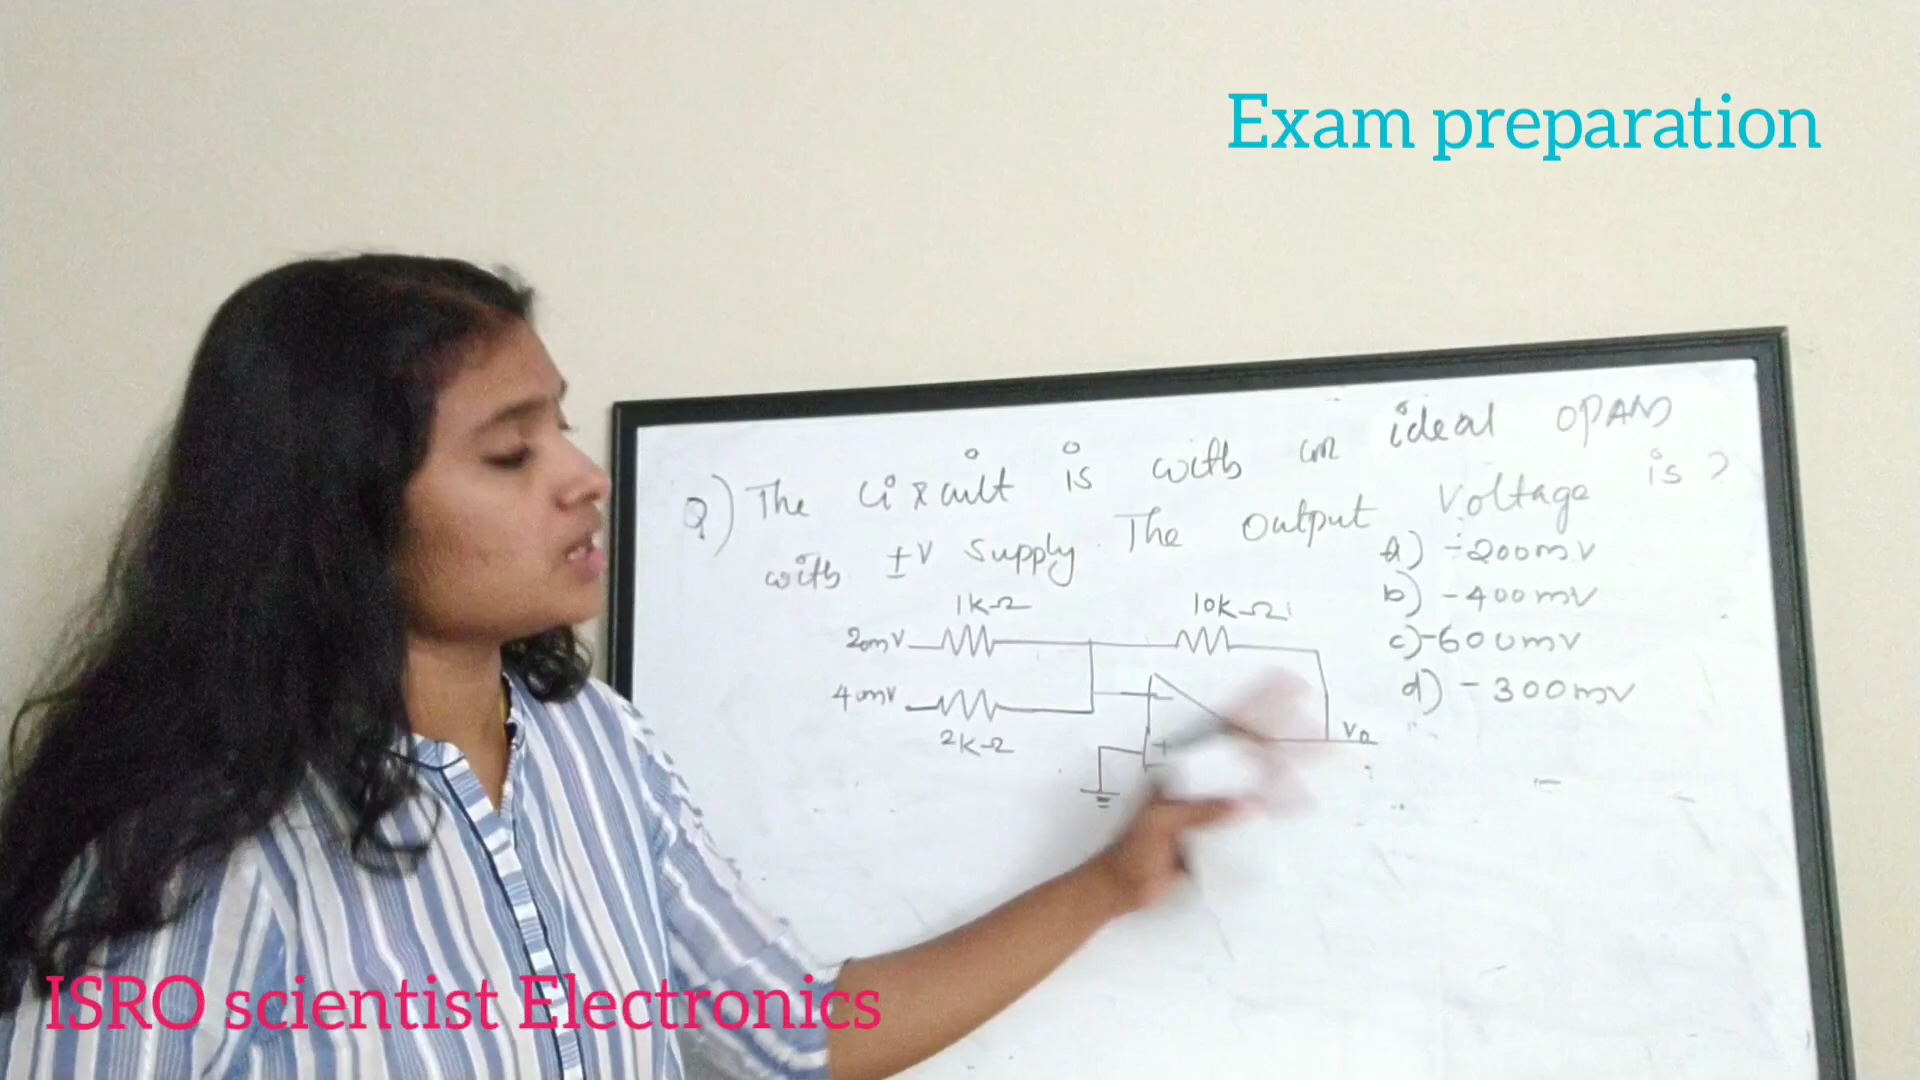 Exam preparation
Q) The circuit is with an ideal OPAM
with ±V supply. The output voltage is?
a) -200mV
b) -400mV
c) -600mV
d) -300mV
1KΩ
10KΩ
20mV
40mV
2KΩ
-
+
Vo
ISRO scientist Electronics